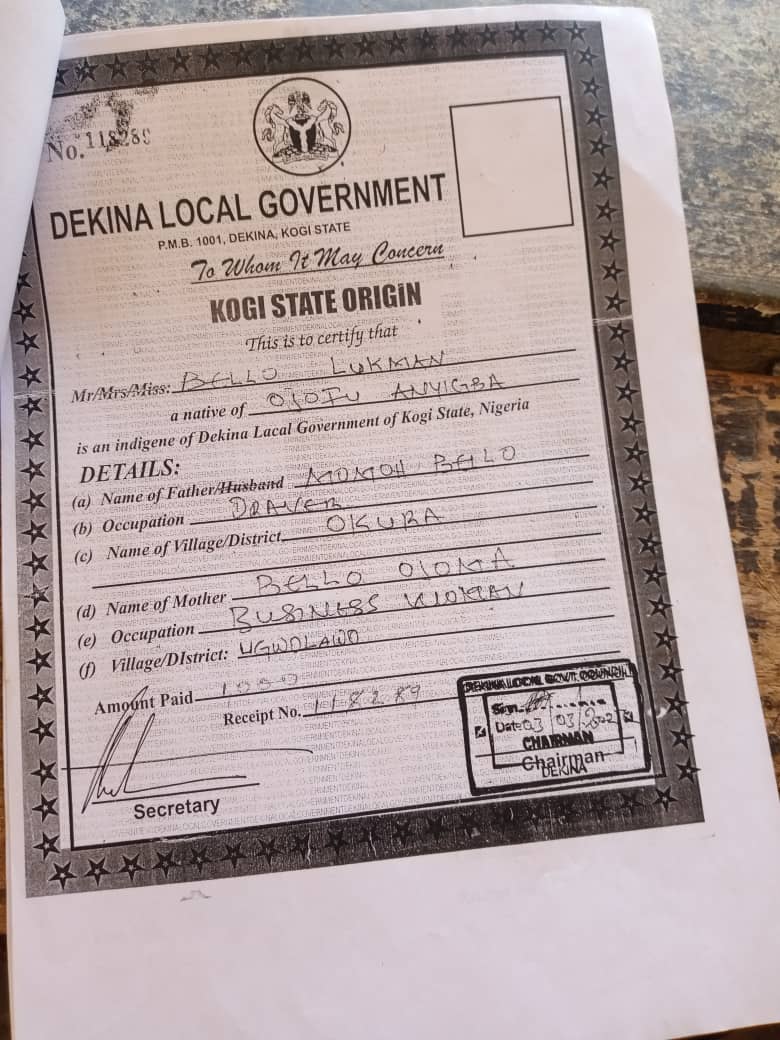 No. 118289
DEKINA LOCAL GOVERNMENT
P.M.B. 1001, DEKINA, KOGI STATE
To Whom It May Concern
KOGI STATE ORIGIN
This is to certify that
Mr/Mrs/Miss: BELLO LUKMAN
a native of OJOFU ANYIGBA
is an indigene of Dekina Lacal Government of Kogi State, Nigeria
DETAILS:
(a) Name of Father/Husband MOMOH BELLO
(b) Occupation DRAVER
(c) Name of Village/District OKURA
(d) Name of Mother BELLO OJOMA
(e) Occupation BUSINESS WOMAN
(f) Village/DIstrict: UGWOLAWO
Amount Paid 1000
Receipt No. 118289
Secretary
DEKINA LOCAL GOVT. COUNCIL
Sign
Date 03/03/2022
CHAIRMAN
Chairman
DEKINA